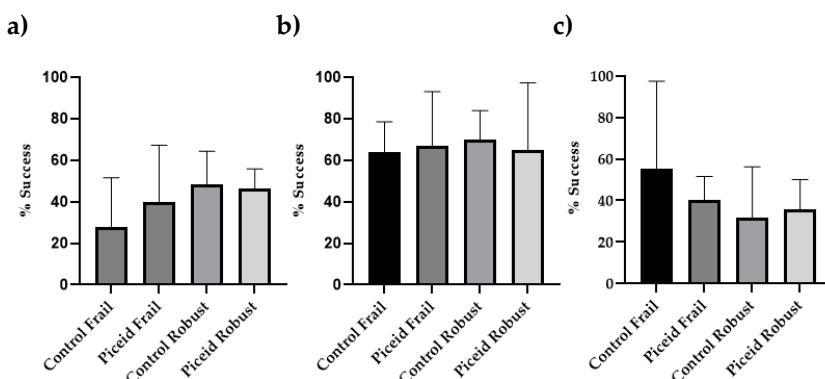 a)
% Success
100
80
60
40
20
0
Control Frail
Piceid Frail
Control Robust
Piceid Robust
b)
% Success
100
80
60
40
20
0
Control Frail
Piceid Frail
Control Robust
Piceid Robust
c)
% Success
100
80
60
40
20
0
Control Frail
Piceid Frail
Control Robust
Piceid Robust